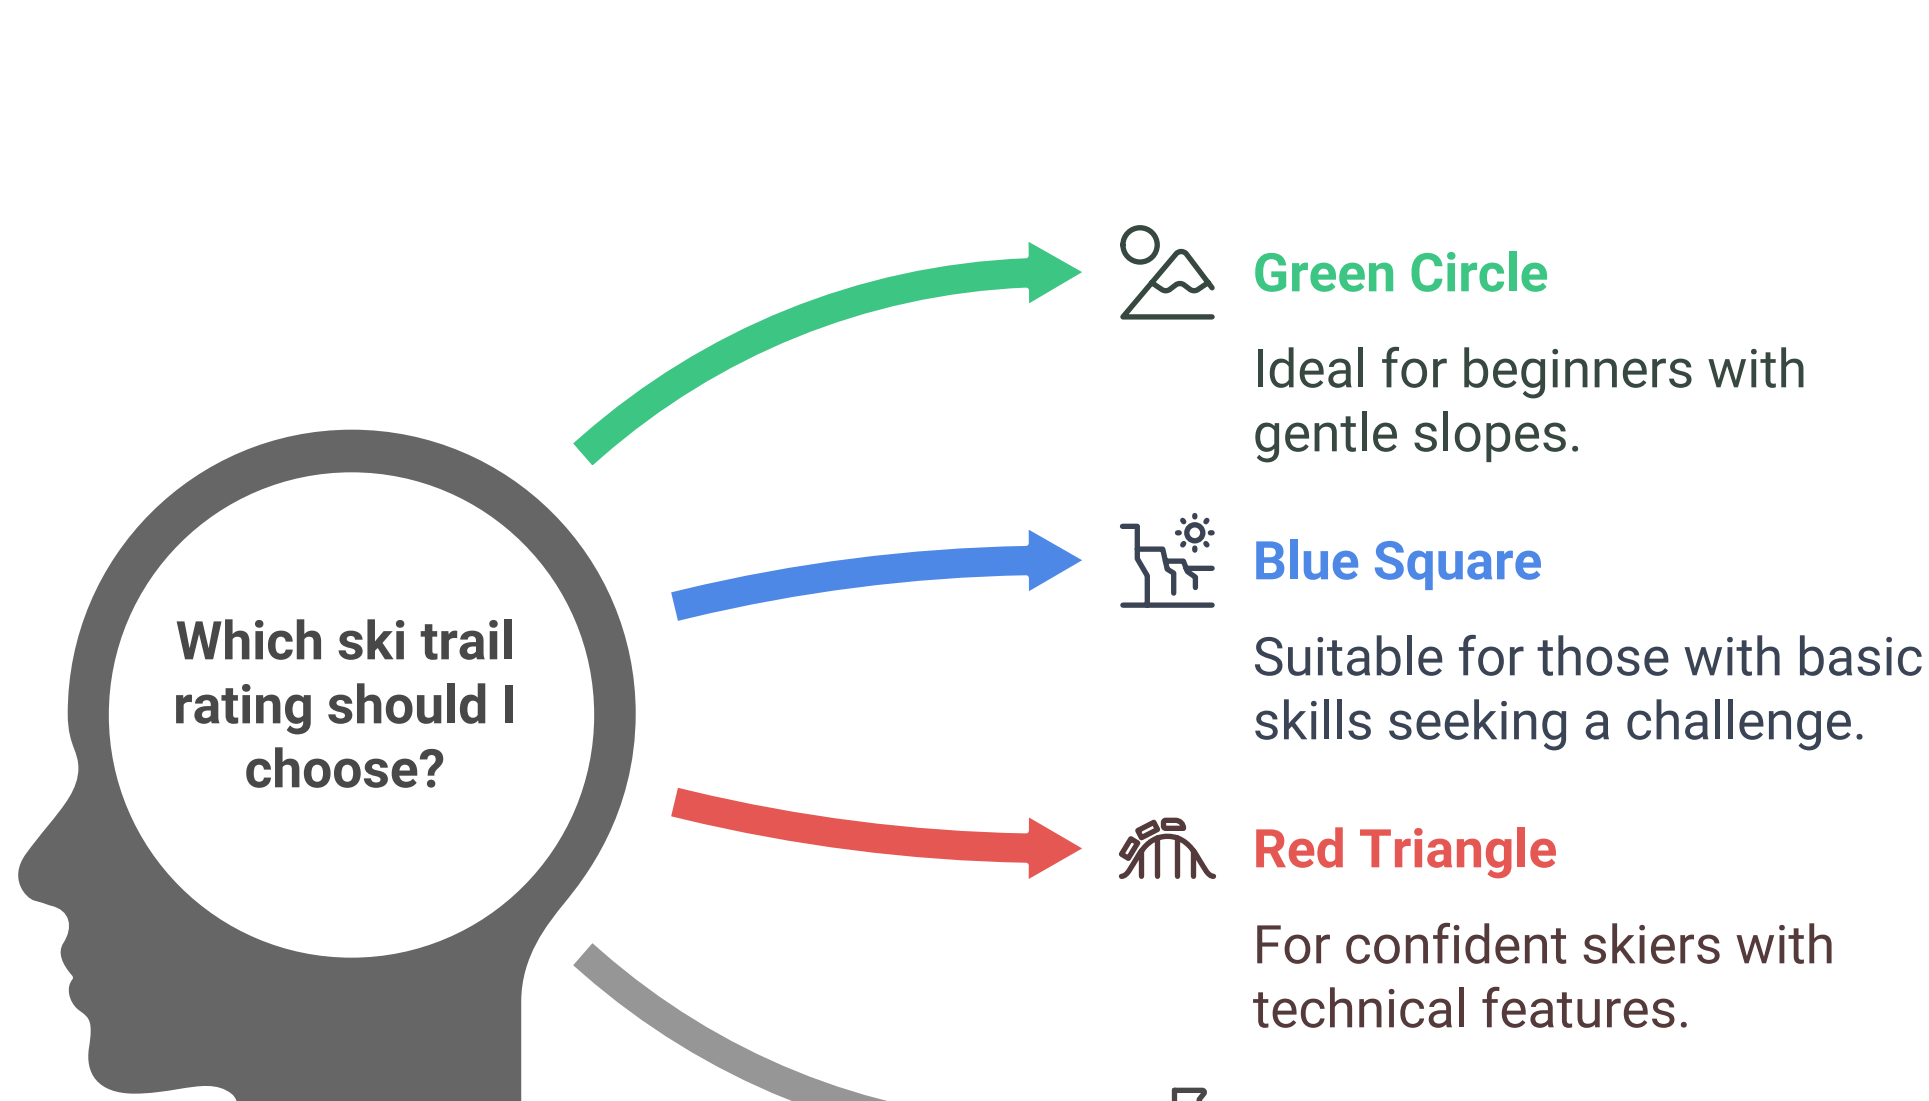 Which ski trail
rating should I
choose?
Green Circle
Ideal for beginners with
gentle slopes.
Blue Square
Suitable for those with basic
skills seeking a challenge.
Red Triangle
For confident skiers with
technical features.